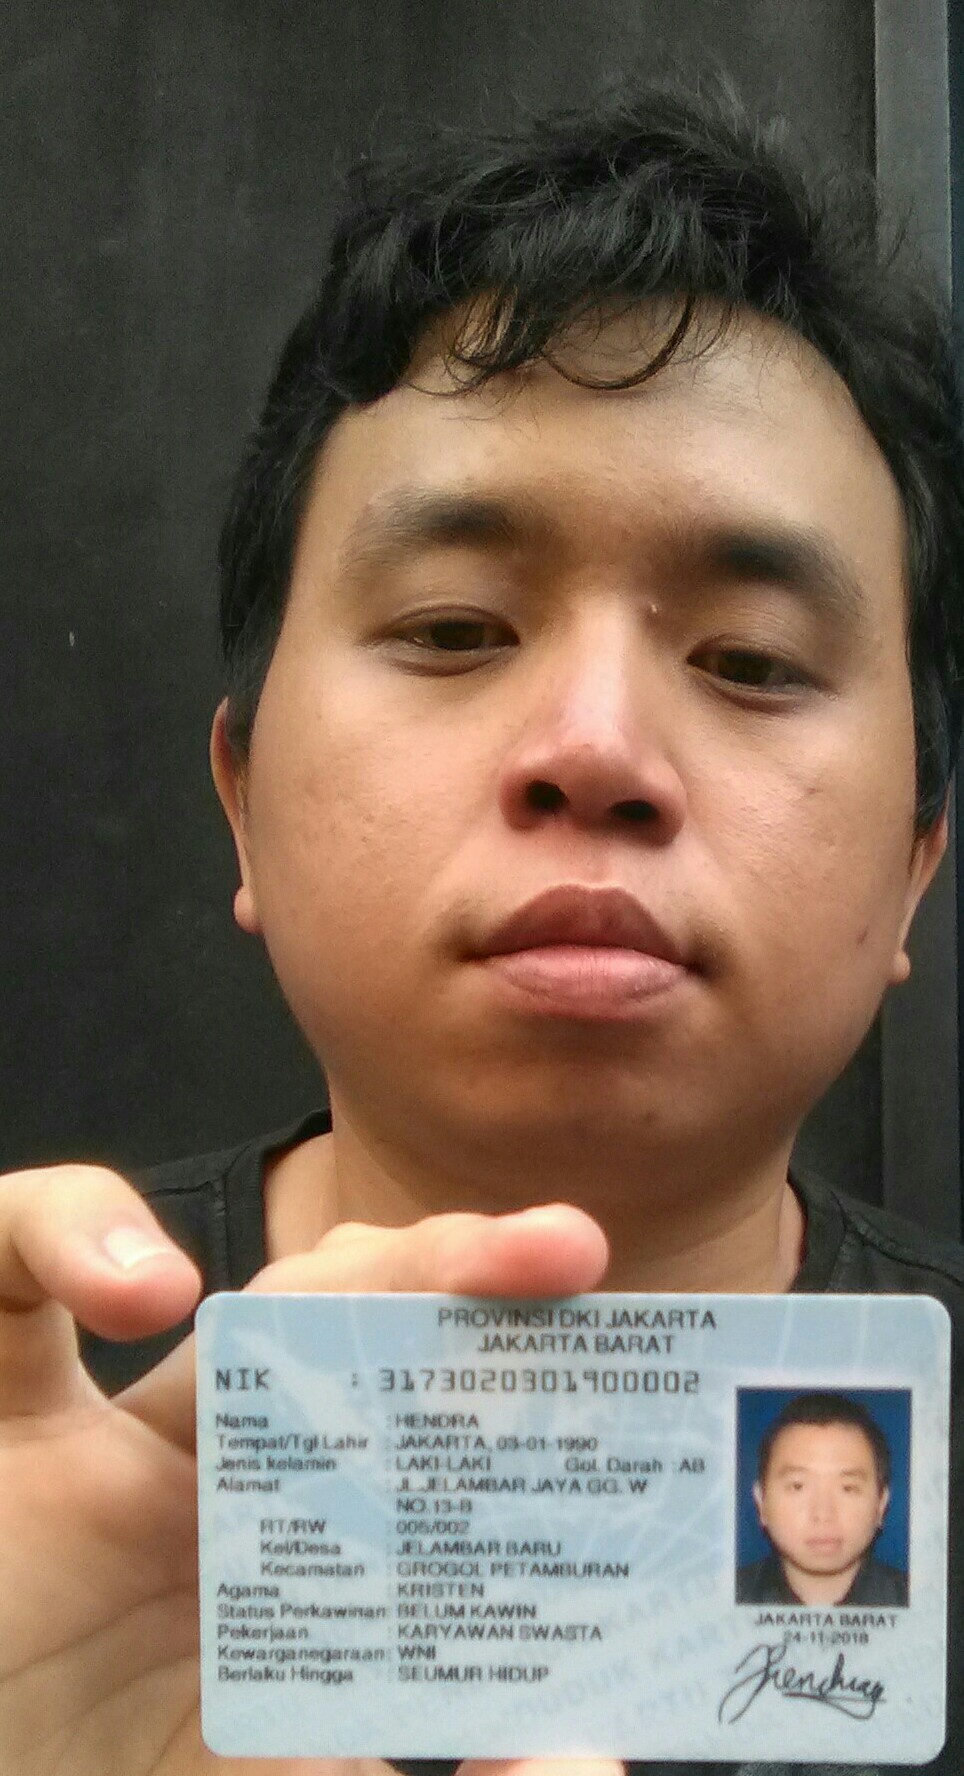 PROVINSI DKI JAKARTA
JAKARTA BARAT
NIK : 3173020301900002
Nama : HENDRA
Tempat/Tgl Lahir : JAKARTA, 03-01-1990
Jenis kelamin : LAKI-LAKI Gol. Darah : AB
Alamat : JL.JELAMBAR JAYA GG. W
NO.13-B
RT/RW : 005/002
Kel/Desa : JELAMBAR BARU
Kecamatan : GROGOL PETAMBURAN
Agama : KRISTEN
Status Perkawinan: BELUM KAWIN
Pekerjaan : KARYAWAN SWASTA
Kewarganegaraan: WNI
Berlaku Hingga : SEUMUR HIDUP
JAKARTA BARAT
24-11-2018